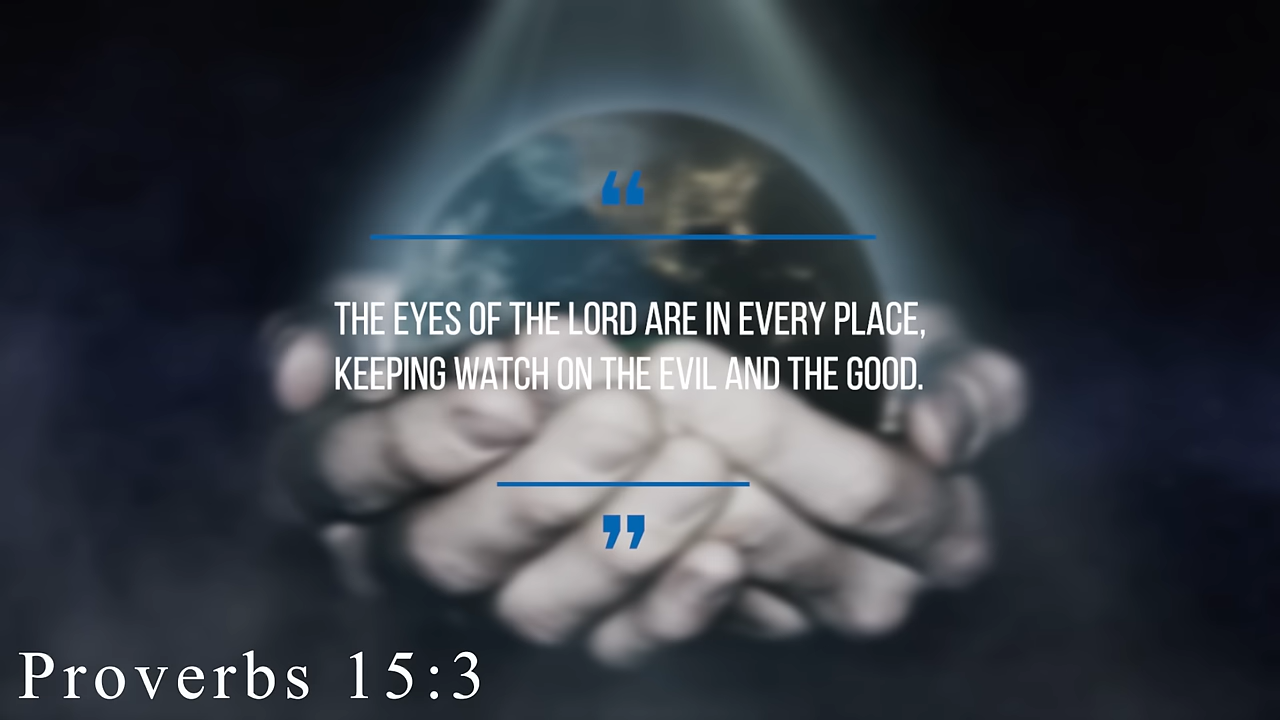 ❝
THE EYES OF THE LORD ARE IN EVERY PLACE,
KEEPING WATCH ON THE EVIL AND THE GOOD.
❞
Proverbs 15:3